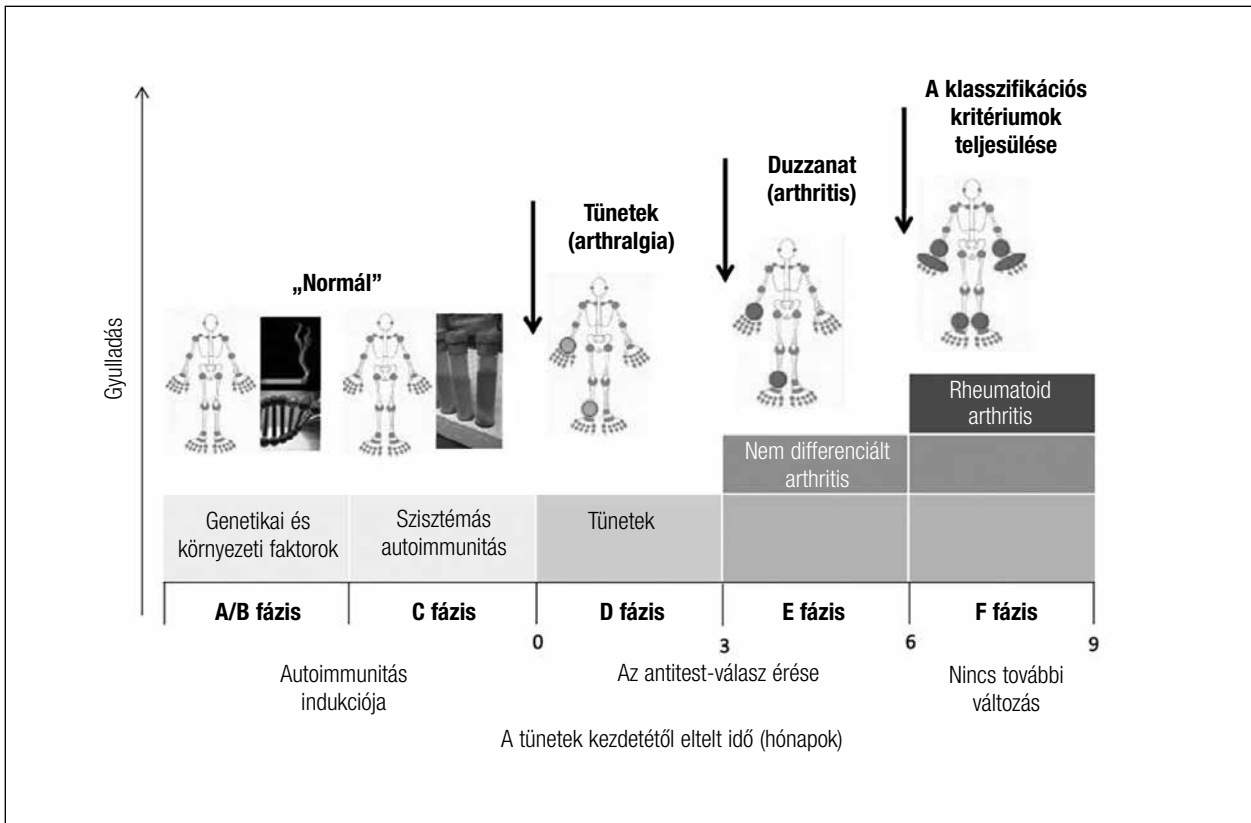 A klasszifikációs
kritériumok
teljesülése
Duzzanat
(arthritis)
Tünetek
(arthralgia)
„Normál”
Gyulladás
Rheumatoid
arthritis
Nem differenciált
arthritis
Genetikai és
környezeti faktorok
Szisztémás
autoimmunitás
Tünetek
A/B fázis
C fázis
D fázis
E fázis
F fázis
0
3
6
9
Autoimmunitás
indukciója
Az antitest-válasz érése
Nincs további
változás
A tünetek kezdetétől eltelt idő (hónapok)